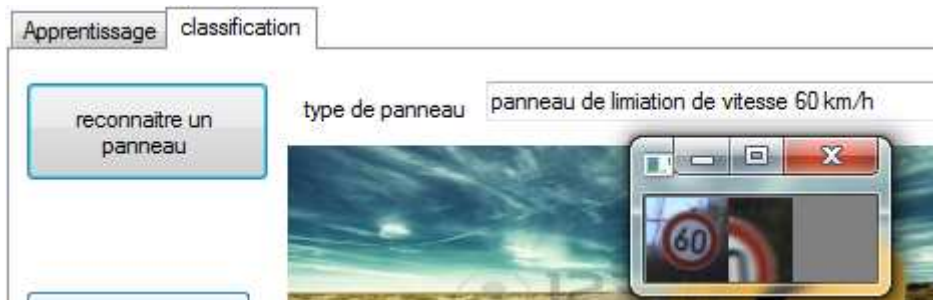 Apprentissage
classification
reconnaitre un
panneau
type de panneau
panneau de limiation de vitesse 60 km/h
60